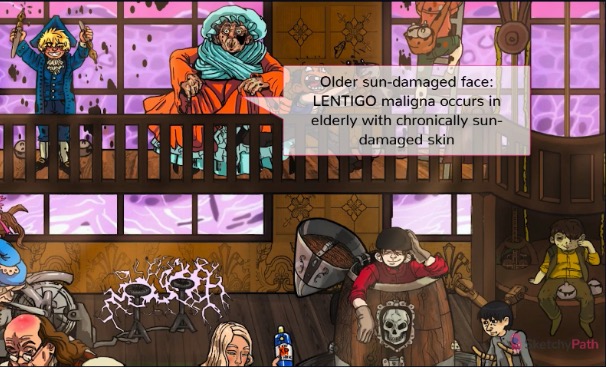 Older sun-damaged face:
LENTIGO maligna occurs in
elderly with chronically sun-
damaged skin
SketchyPath